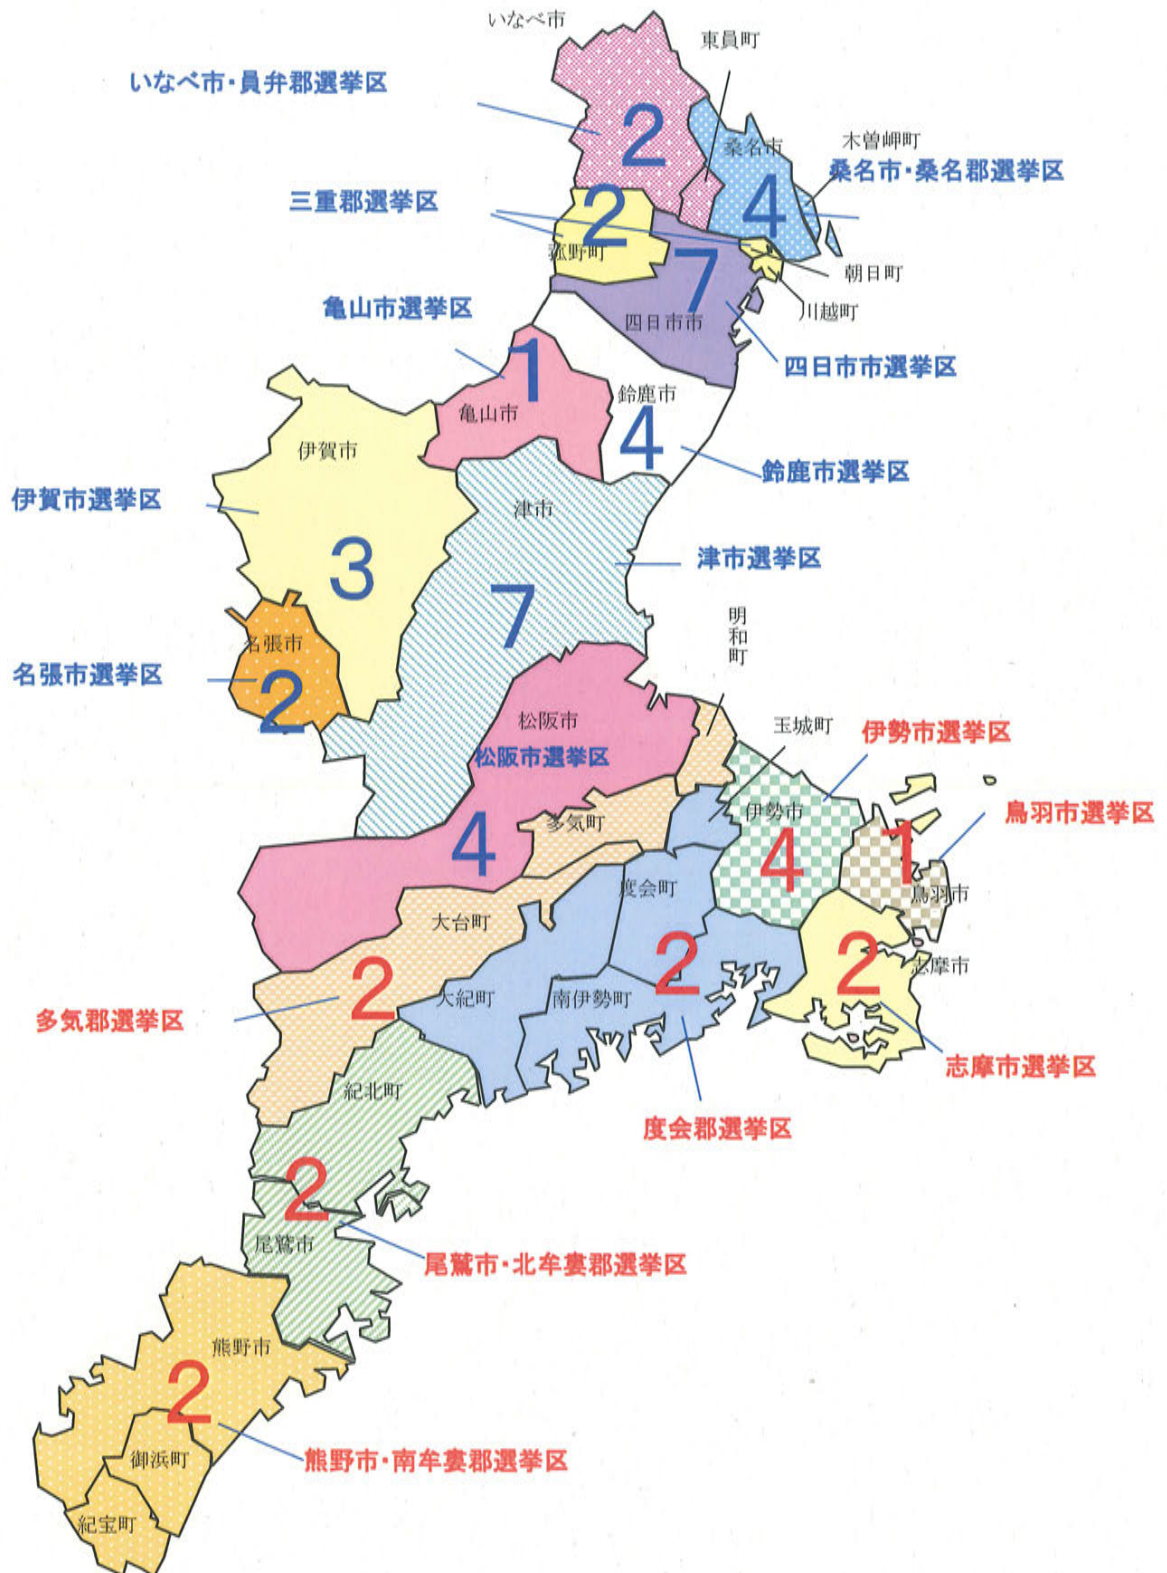 いなべ市
東員町
いなべ市・員弁郡選挙区
2
桑名市
木曽岬町
桑名市・桑名郡選挙区
4
三重郡選挙区
2
菰野町
7
朝日町
川越町
亀山市選挙区
四日市市
四日市市選挙区
1
亀山市
鈴鹿市
4
鈴鹿市選挙区
伊賀市
伊賀市選挙区
3
津市
津市選挙区
7
明和町
名張市
名張市選挙区
2
松阪市
松阪市選挙区
4
玉城町
伊勢市選挙区
伊勢市
4
鳥羽市選挙区
1
鳥羽市
多気町
度会町
大台町
2
2
2
志摩市
大紀町
南伊勢町
多気郡選挙区
志摩市選挙区
紀北町
度会郡選挙区
2
尾鷲市
尾鷲市・北牟婁郡選挙区
熊野市
2
御浜町
熊野市・南牟婁郡選挙区
紀宝町